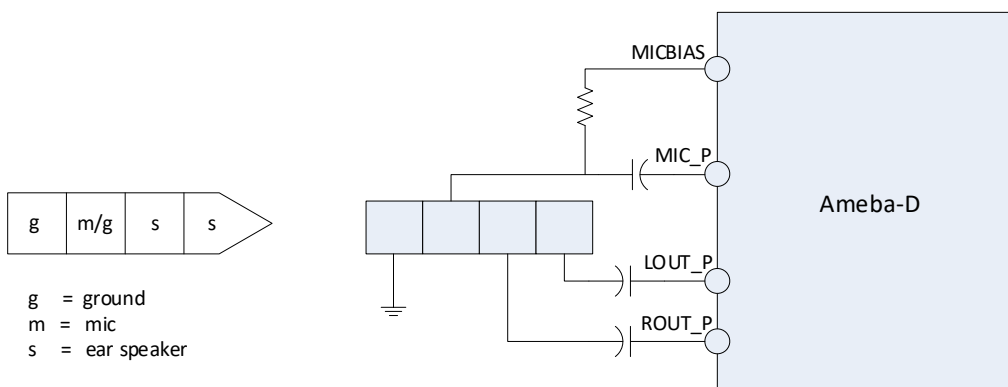 MICBIAS
MIC_P
Ameba-D
g m/g s s
LOUT_P
ROUT_P
g = ground
m = mic
s = ear speaker